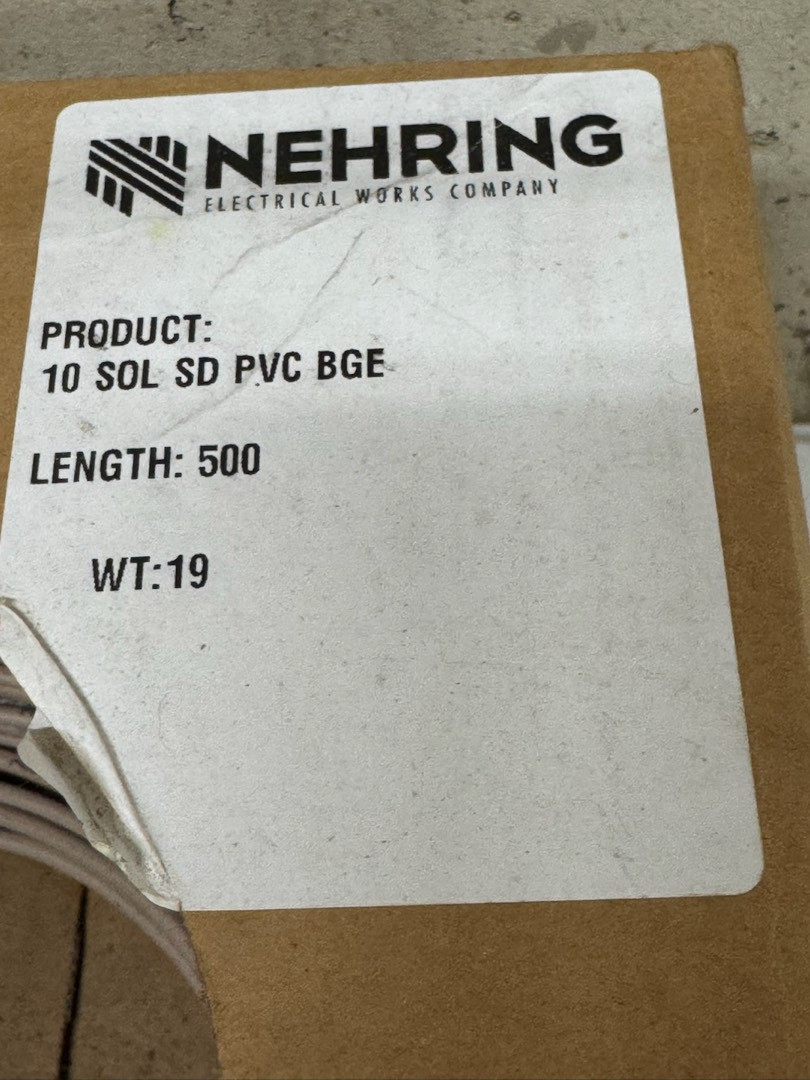 NEHRING
ELECTRICAL WORKS COMPANY
PRODUCT:
10 SOL SD PVC BGE
LENGTH: 500
WT:19